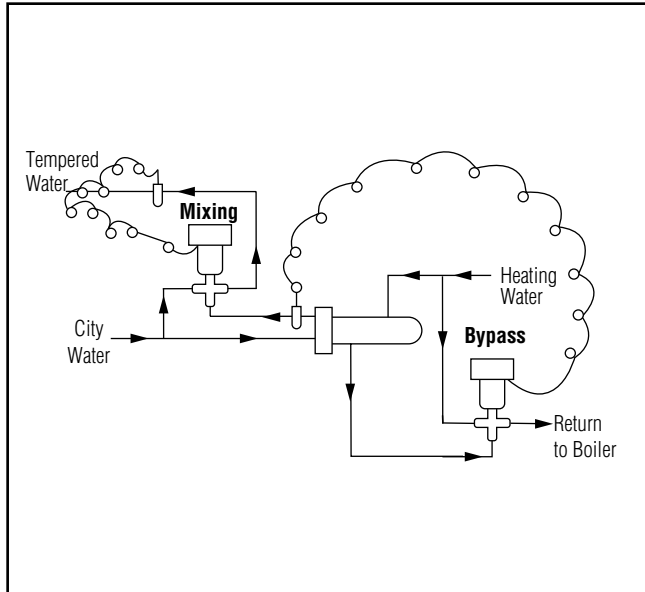 Tempered
Water
Mixing
City
Water
Heating
Water
Bypass
Return
to Boiler